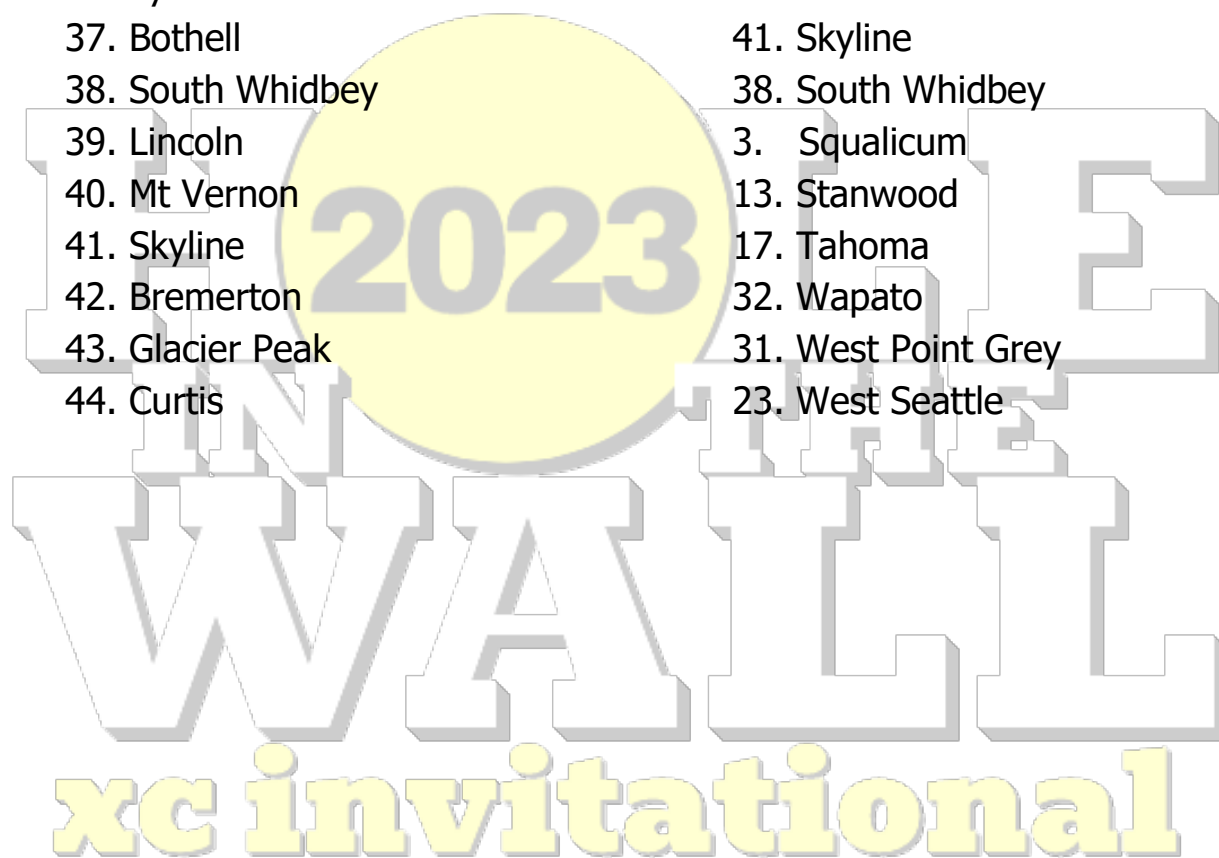 37. Bothell
38. South Whidbey
39. Lincoln
40. Mt Vernon
41. Skyline
42. Bremerton
43. Glacier Peak
44. Curtis
41. Skyline
38. South Whidbey
3. Squalicum
13. Stanwood
17. Tahoma
32. Wapato
31. West Point Grey
23. West Seattle
2023
HOLE
IN THE
WALL
xc invitational